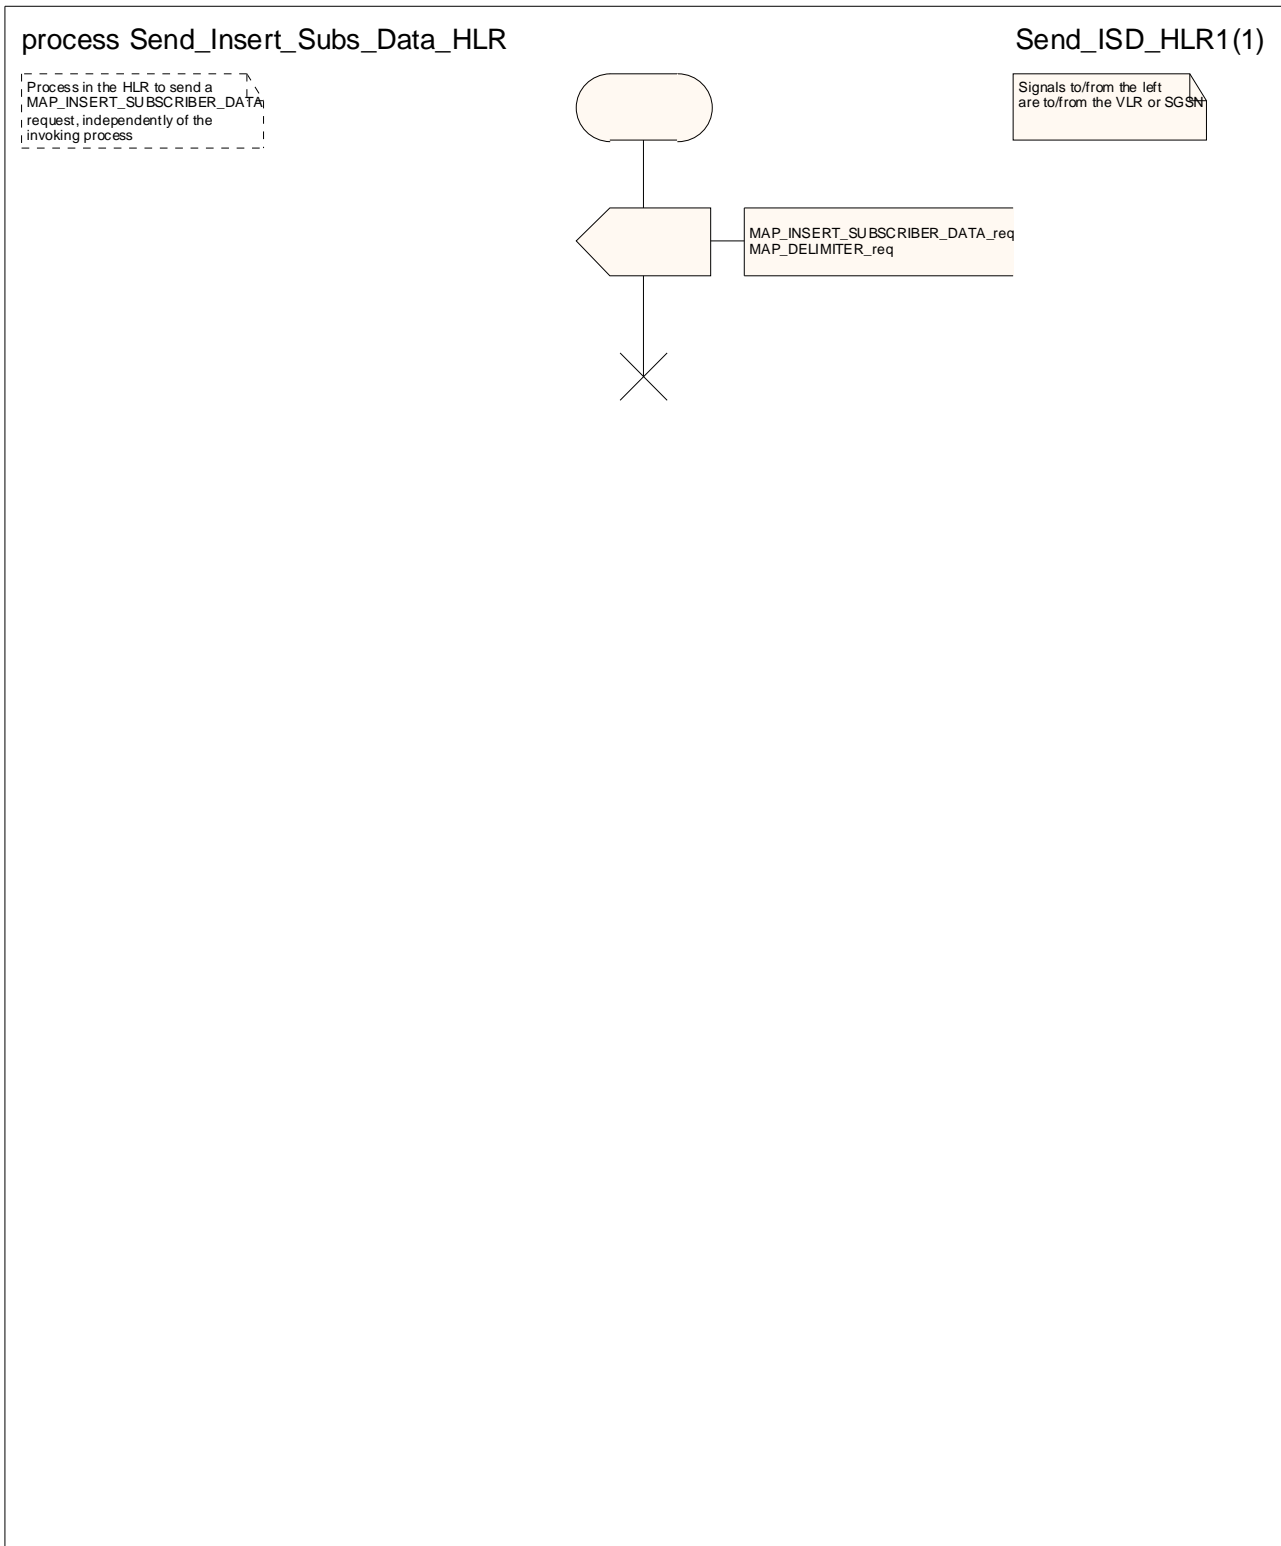 process Send_Insert_Subs_Data_HLR
Send_ISD_HLR1(1)
Process in the HLR to send a
MAP_INSERT_SUBSCRIBER_DATA
request, independently of the
invoking process
Signals to/from the left
are to/from the VLR or SGSN
MAP_INSERT_SUBSCRIBER_DATA_req
MAP_DELIMITER_req